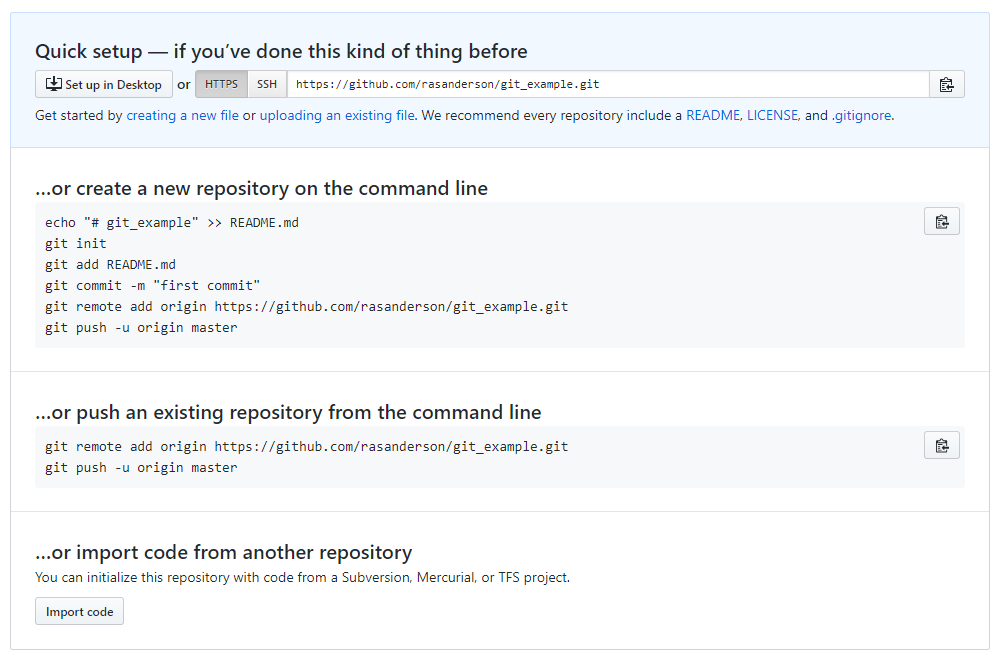 Quick setup — if you’ve done this kind of thing before
Set up in Desktop or HTTPS SSH https://github.com/rasanderson/git_example.git
Get started by creating a new file or uploading an existing file. We recommend every repository include a README, LICENSE, and .gitignore.
…or create a new repository on the command line
echo "# git_example" >> README.md
git init
git add README.md
git commit -m "first commit"
git remote add origin https://github.com/rasanderson/git_example.git
git push -u origin master
…or push an existing repository from the command line
git remote add origin https://github.com/rasanderson/git_example.git
git push -u origin master
…or import code from another repository
You can initialize this repository with code from a Subversion, Mercurial, or TFS project.
Import code